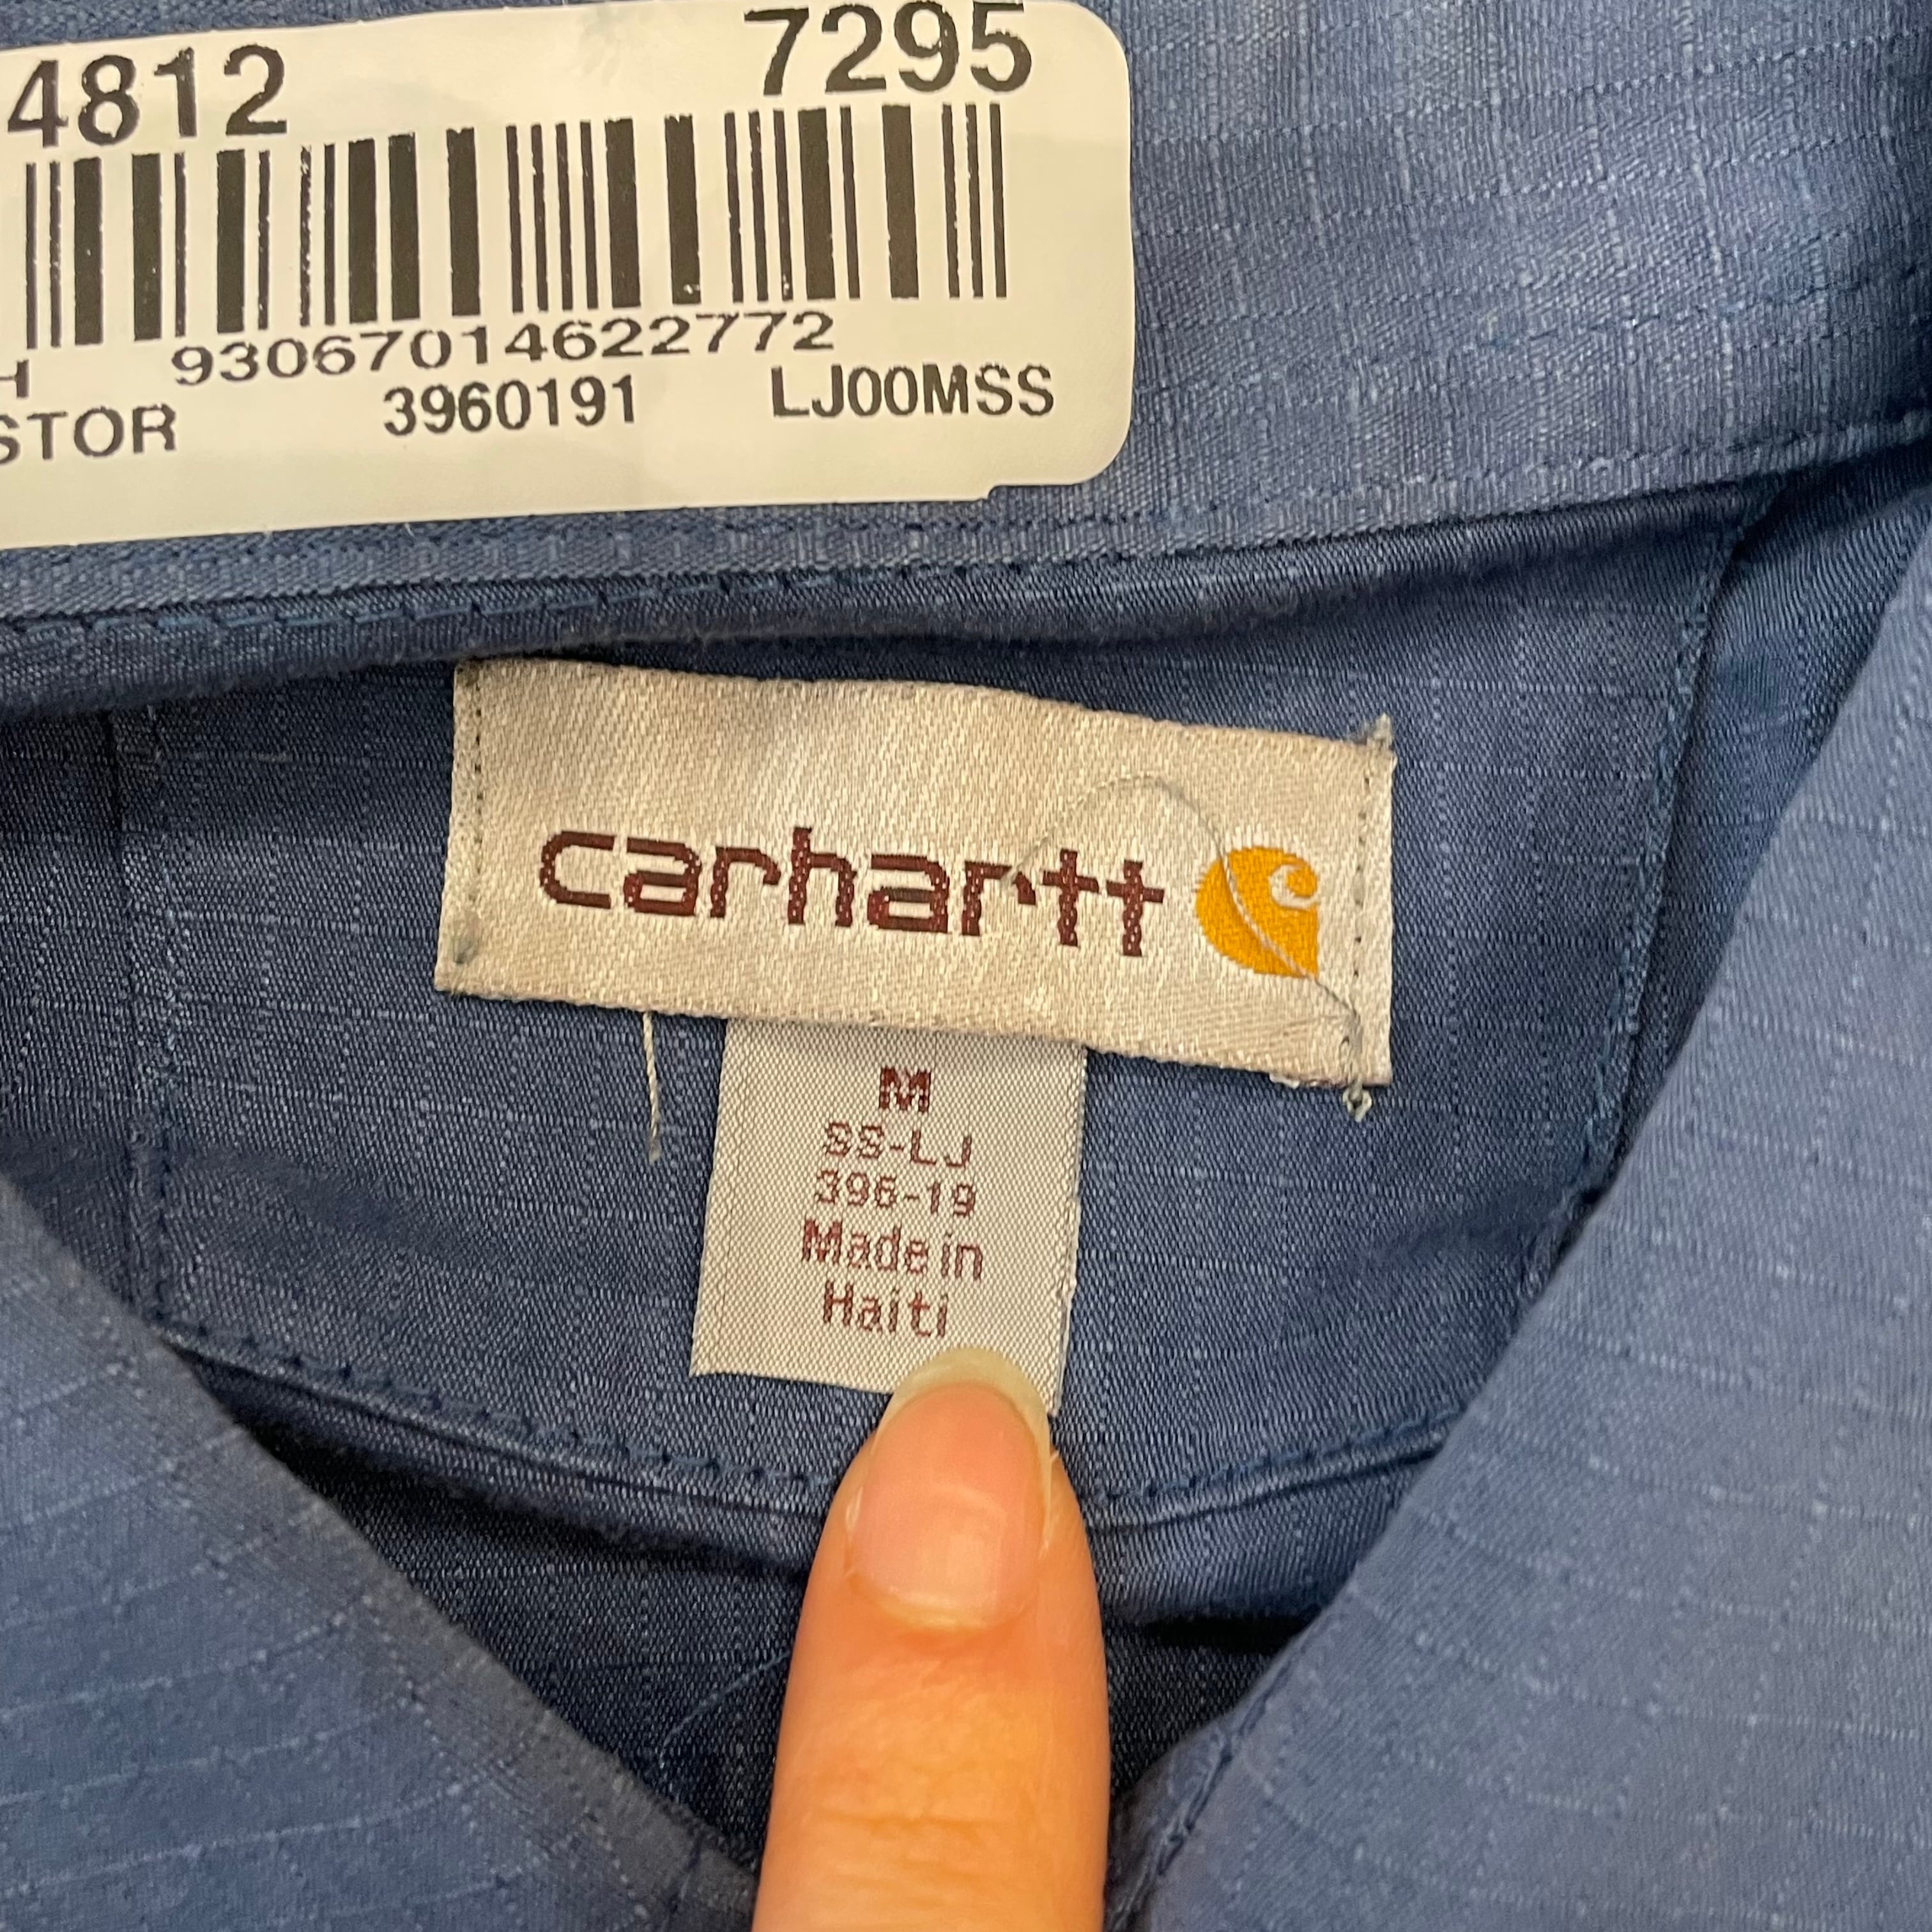 4812 7295
H 93067014622772
STOR 3960191 LJ00MSS
carhartt
M
SS-LJ
396-19
Made in
Haiti